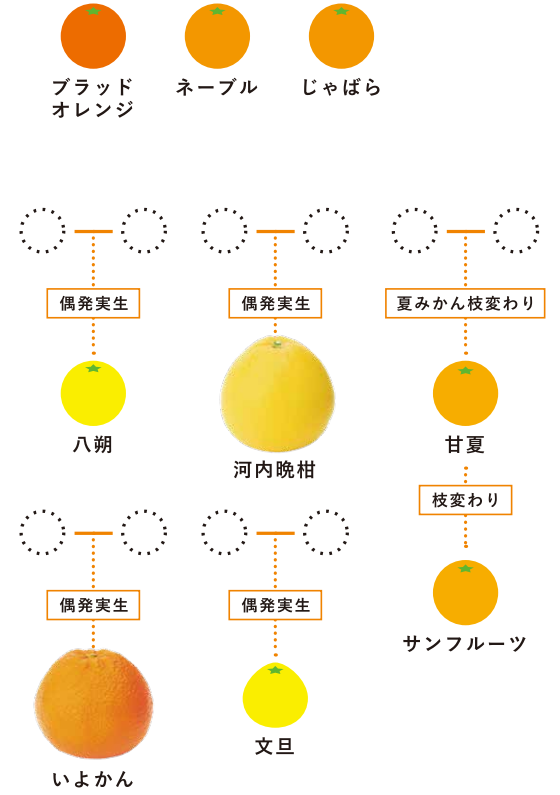 ブラッド
オレンジ
ネーブル
じゃばら
偶発実生
偶発実生
夏みかん枝変わり
八朔
河内晩柑
甘夏
枝変わり
偶発実生
偶発実生
サンフルーツ
文旦
いよかん